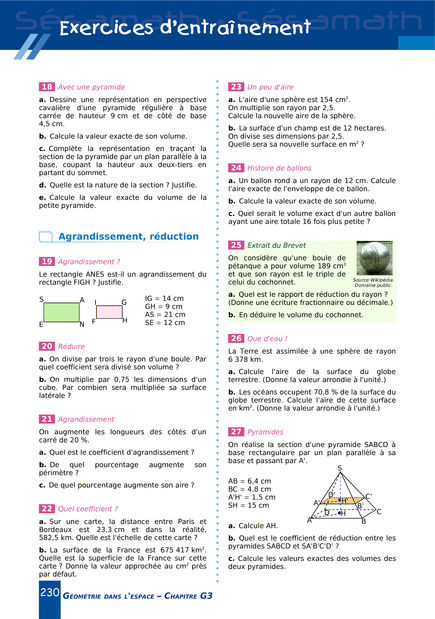 Exercices d'entraînement
18 Avec une pyramide
a. Dessine une représentation en perspective
cavalière d'une pyramide régulière à base
carrée de hauteur 9 cm et de côté de base
4,5 cm.
b. Calcule la valeur exacte de son volume.
c. Complète la représentation en traçant la
section de la pyramide par un plan parallèle à la
base, coupant la hauteur aux deux-tiers en
partant du sommet.
d. Quelle est la nature de la section ? Justifie.
e. Calcule la valeur exacte du volume de la
petite pyramide.
Agrandissement, réduction
19 Agrandissement ?
Le rectangle ANES est-il un agrandissement du
rectangle FIGH ? Justifie.
S A I G
E N F H
IG = 14 cm
GH = 9 cm
AS = 21 cm
SE = 12 cm
20 Réduire
a. On divise par trois le rayon d'une boule. Par
quel coefficient sera divisé son volume ?
b. On multiplie par 0,75 les dimensions d'un
cube. Par combien sera multipliée sa surface
latérale ?
21 Agrandissement
On augmente les longueurs des côtés d'un
carré de 20 %.
a. Quel est le coefficient d'agrandissement ?
b. De quel pourcentage augmente son
périmètre ?
c. De quel pourcentage augmente son aire ?
22 Quel coefficient ?
a. Sur une carte, la distance entre Paris et
Bordeaux est 23,3 cm et dans la réalité,
582,5 km. Quelle est l'échelle de cette carte ?
b. La surface de la France est 675 417 km².
Quelle est la superficie de la France sur cette
carte ? Donne la valeur approchée au cm² près
par défaut.
23 Un peu d'aire
a. L'aire d'une sphère est 154 cm².
On multiplie son rayon par 2,5.
Calcule la nouvelle aire de la sphère.
b. La surface d'un champ est de 12 hectares.
On divise ses dimensions par 2,5.
Quelle sera sa nouvelle surface en m² ?
24 Histoire de ballons
a. Un ballon rond a un rayon de 12 cm. Calcule
l'aire exacte de l'enveloppe de ce ballon.
b. Calcule la valeur exacte de son volume.
c. Quel serait le volume exact d'un autre ballon
ayant une aire totale 16 fois plus petite ?
25 Extrait du Brevet
On considère qu'une boule de
pétanque a pour volume 189 cm³
et que son rayon est le triple de
celui du cochonnet.
Source Wikipédia
Domaine public.
a. Quel est le rapport de réduction du rayon ?
(Donne une écriture fractionnaire ou décimale.)
b. En déduire le volume du cochonnet.
26 Que d'eau !
La Terre est assimilée à une sphère de rayon
6 378 km.
a. Calcule l'aire de la surface du globe
terrestre. (Donne la valeur arrondie à l'unité.)
b. Les océans occupent 70,8 % de la surface du
globe terrestre. Calcule l'aire de cette surface
en km². (Donne la valeur arrondie à l'unité.)
27 Pyramides
On réalise la section d'une pyramide SABCD à
base rectangulaire par un plan parallèle à sa
base et passant par A'.
AB = 6,4 cm
BC = 4,8 cm
A'H' = 1,5 cm
SH = 15 cm
S
D' C'
A' H' B'
D H C
A B
a. Calcule AH.
b. Quel est le coefficient de réduction entre les
pyramides SABCD et SA'B'C'D' ?
c. Calcule les valeurs exactes des volumes des
deux pyramides.
230 GÉOMÉTRIE DANS L'ESPACE – CHAPITRE G3